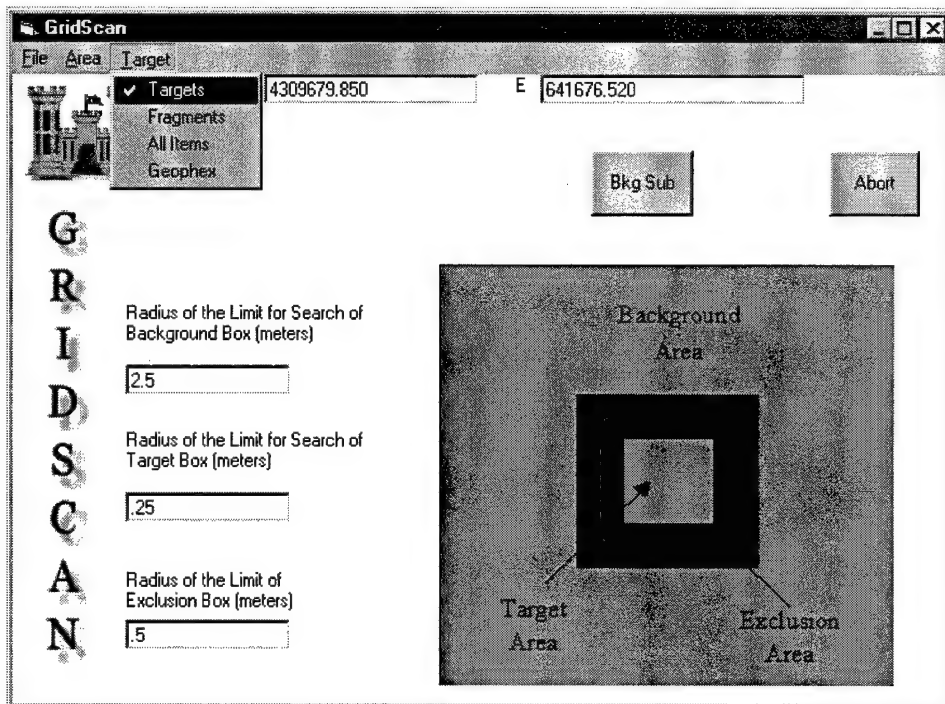 GridScan
File Area Target
✓ Targets
Fragments
All Items
Geophex
4309679.850
E 641676.520
Bkg Sub
Abort
G
R
I
D
S
C
A
N
Radius of the Limit for Search of
Background Box (meters)
2.5
Radius of the Limit for Search of
Target Box (meters)
.25
Radius of the Limit of
Exclusion Box (meters)
.5
Background
Area
Target
Area
Exclusion
Area